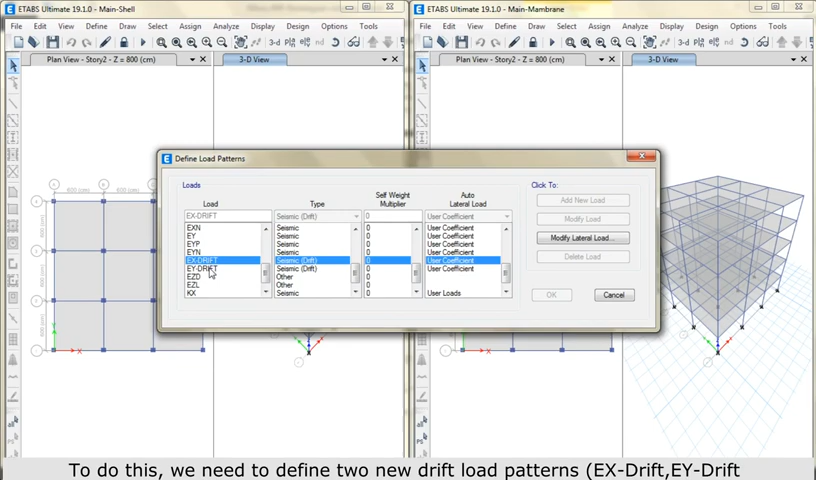 ETABS Ultimate 19.1.0 - Main-Shell
File Edit View Define Draw Select Assign Analyze Display Design Options Tools
Plan View - Story2 - Z = 800 (cm)
3-D View
ETABS Ultimate 19.1.0 - Main-Mambrane
File Edit View Define Draw Select Assign Analyze Display Design Options Tools
Plan View - Story2 - Z = 800 (cm)
3-D View
Define Load Patterns
Loads
Click To:
Load Type Self Weight Multiplier Auto Lateral Load
EX-DRIFT Seismic (Drift) 0 User Coefficient
EXN Seismic 0 User Coefficient
EY Seismic 0 User Coefficient
EYP Seismic 0 User Coefficient
EYN Seismic 0 User Coefficient
EX-DRIFT Seismic (Drift) 0 User Coefficient
EY-DRIFT Seismic (Drift) 0 User Coefficient
EZD Other 0
EZL Other 0
KX Seismic 0 User Loads
Add New Load
Modify Load
Modify Lateral Load...
Delete Load
OK Cancel
X
Y
To do this, we need to define two new drift load patterns (EX-Drift,EY-Drift